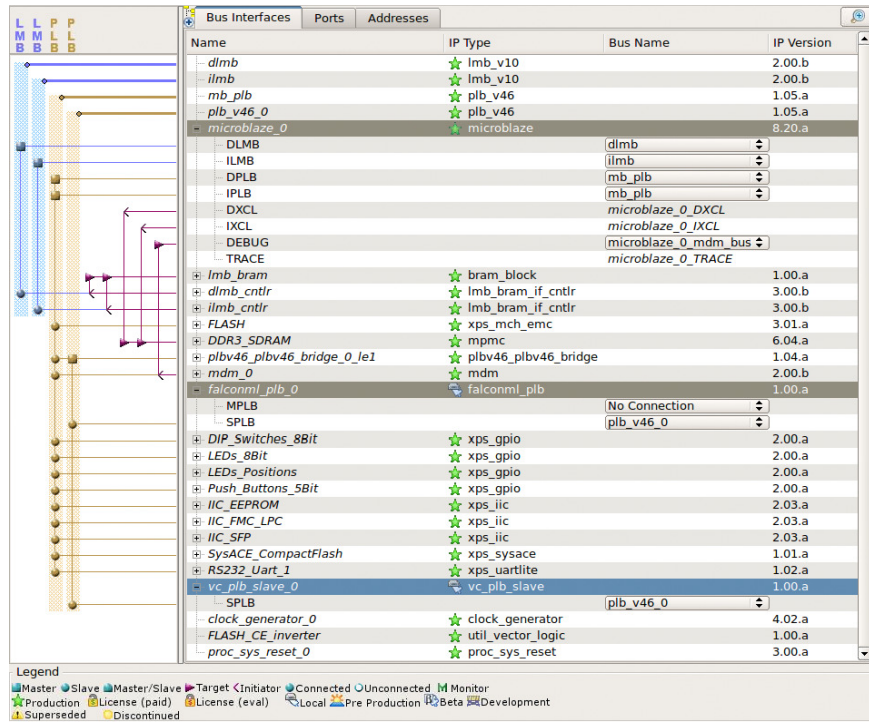 L L P P
M M L L
B B B B
Bus Interfaces Ports Addresses
Name IP Type Bus Name IP Version
dlmb lmb_v10 2.00.b
ilmb lmb_v10 2.00.b
mb_plb plb_v46 1.05.a
plb_v46_0 plb_v46 1.05.a
microblaze_0 microblaze 8.20.a
DLMB dlmb
ILMB ilmb
DPLB mb_plb
IPLB mb_plb
DXCL microblaze_0_DXCL
IXCL microblaze_0_IXCL
DEBUG microblaze_0_mdm_bus
TRACE microblaze_0_TRACE
lmb_bram bram_block 1.00.a
dlmb_cntlr lmb_bram_if_cntlr 3.00.b
ilmb_cntlr lmb_bram_if_cntlr 3.00.b
FLASH xps_mch_emc 3.01.a
DDR3_SDRAM mpmc 6.04.a
plbv46_plbv46_bridge_0_le1 plbv46_plbv46_bridge 1.04.a
mdm_0 mdm 2.00.b
falconml_plb_0 falconml_plb 1.00.a
MPLB No Connection
SPLB plb_v46_0
DIP_Switches_8Bit xps_gpio 2.00.a
LEDs_8Bit xps_gpio 2.00.a
LEDs_Positions xps_gpio 2.00.a
Push_Buttons_5Bit xps_gpio 2.00.a
IIC_EEPROM xps_iic 2.03.a
IIC_FMC_LPC xps_iic 2.03.a
IIC_SFP xps_iic 2.03.a
SysACE_CompactFlash xps_sysace 1.01.a
RS232_Uart_1 xps_uartlite 1.02.a
vc_plb_slave_0 vc_plb_slave 1.00.a
SPLB plb_v46_0
clock_generator_0 clock_generator 4.02.a
FLASH_CE_inverter util_vector_logic 1.00.a
proc_sys_reset_0 proc_sys_reset 3.00.a
Legend
Master Slave Master/Slave Target Initiator Connected Unconnected M Monitor
Production License (paid) License (eval) Local Pre Production Beta Development
Superseded Discontinued